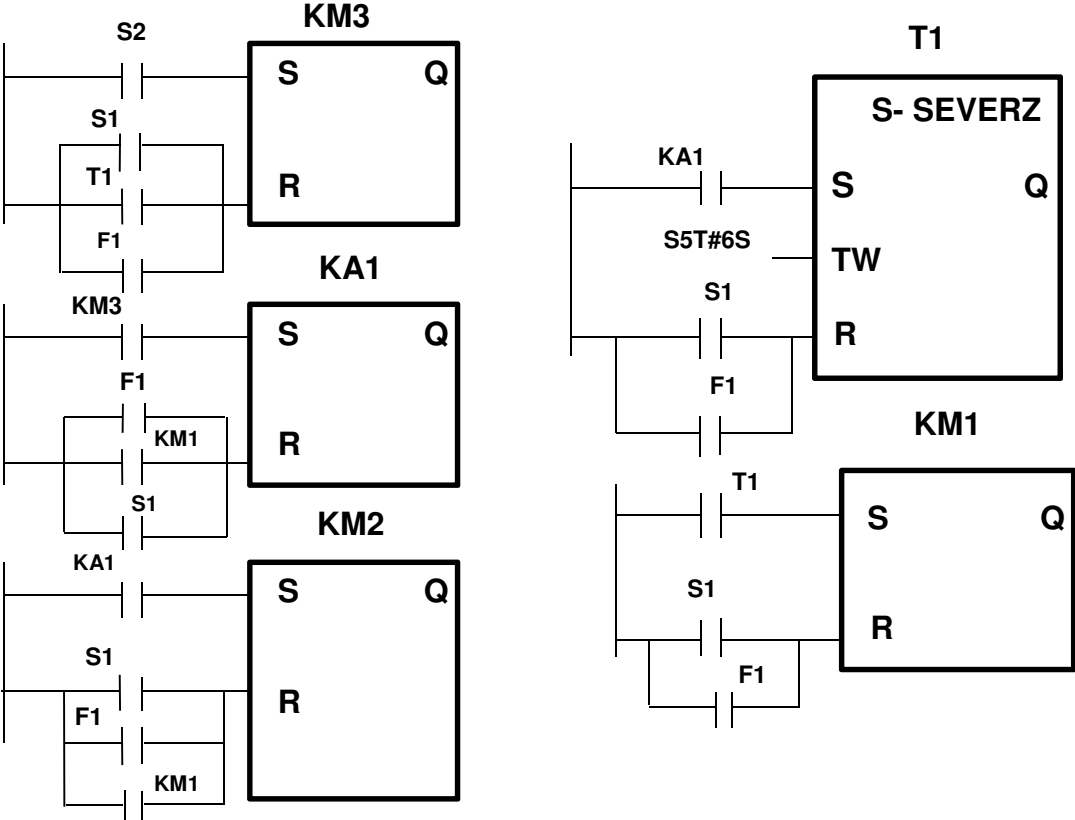 KM3
S2
S Q
S1
T1
R
F1
KA1
KM3
S Q
F1
KM1
R
S1
KM2
KA1
S Q
S1
R
F1
KM1
T1
S- SEVERZ
KA1
S Q
S5T#6S
TW
S1
R
F1
KM1
T1
S Q
S1
R
F1